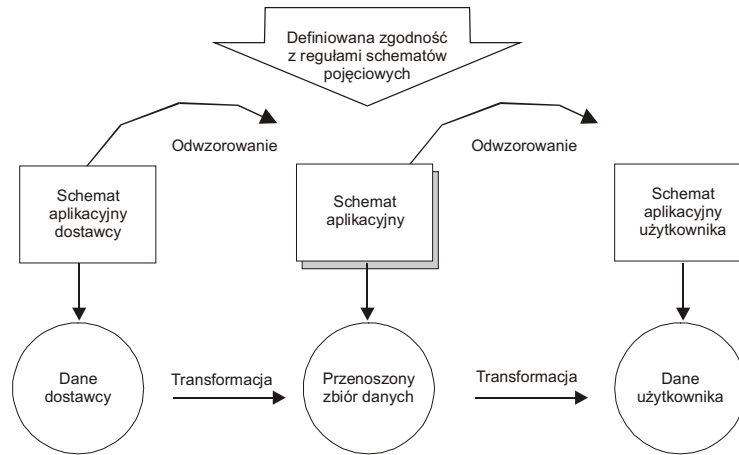 Definiowana zgodność
z regułami schematów
pojęciowych
Odwzorowanie
Odwzorowanie
Schemat
aplikacyjny
dostawcy
Schemat
aplikacyjny
Schemat
aplikacyjny
użytkownika
Dane
dostawcy
Transformacja
Przenoszony
zbiór danych
Transformacja
Dane
użytkownika